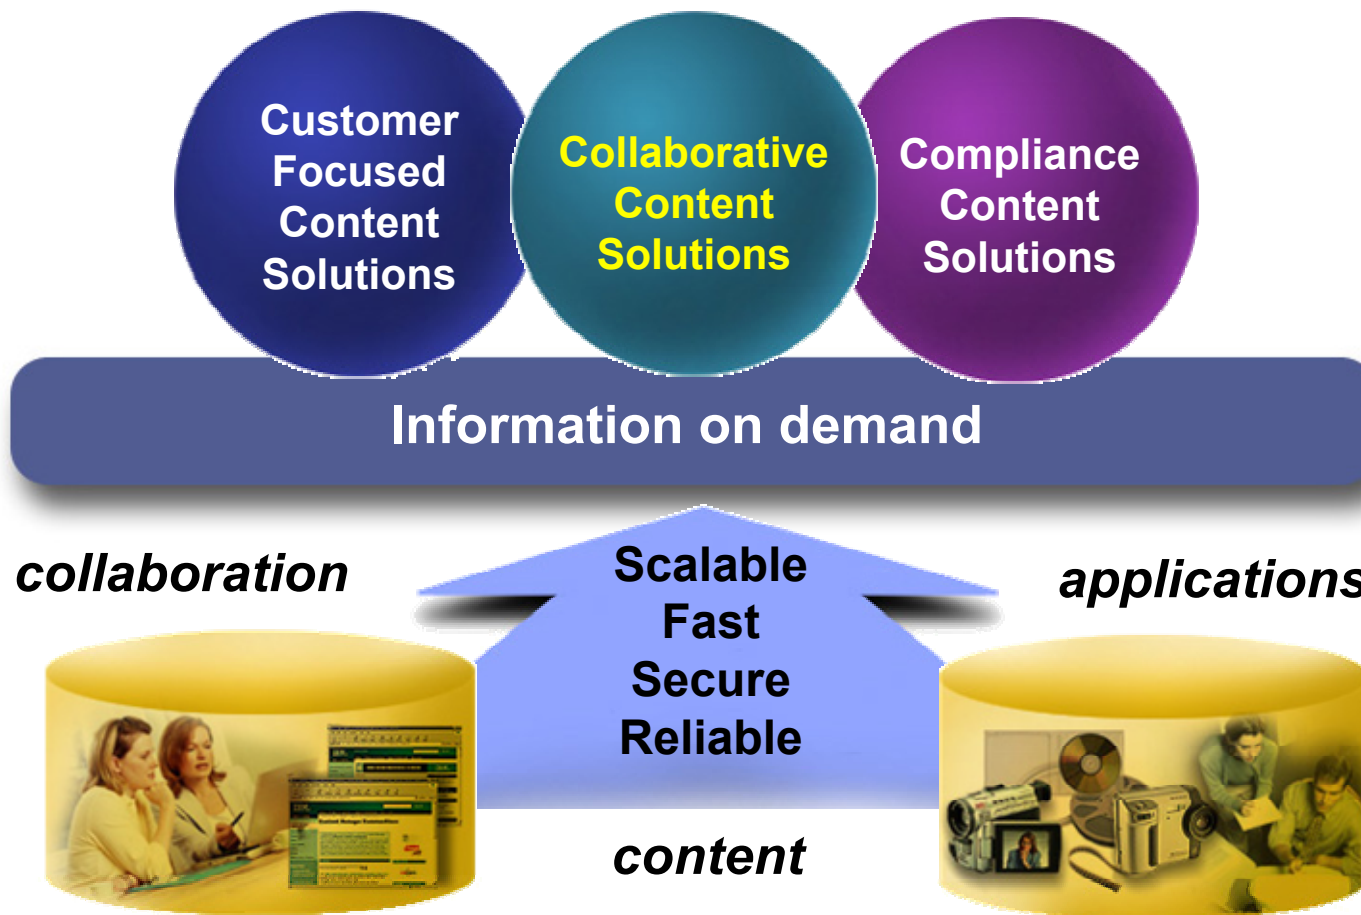 Customer
Focused
Content
Solutions
Collaborative
Content
Solutions
Compliance
Content
Solutions
Information on demand
collaboration
Scalable
Fast
Secure
Reliable
applications
content